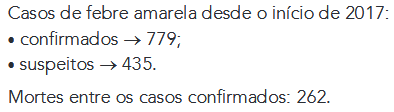 Casos de febre amarela desde o início de 2017:
• confirmados → 779;
• suspeitos → 435.
Mortes entre os casos confirmados: 262.